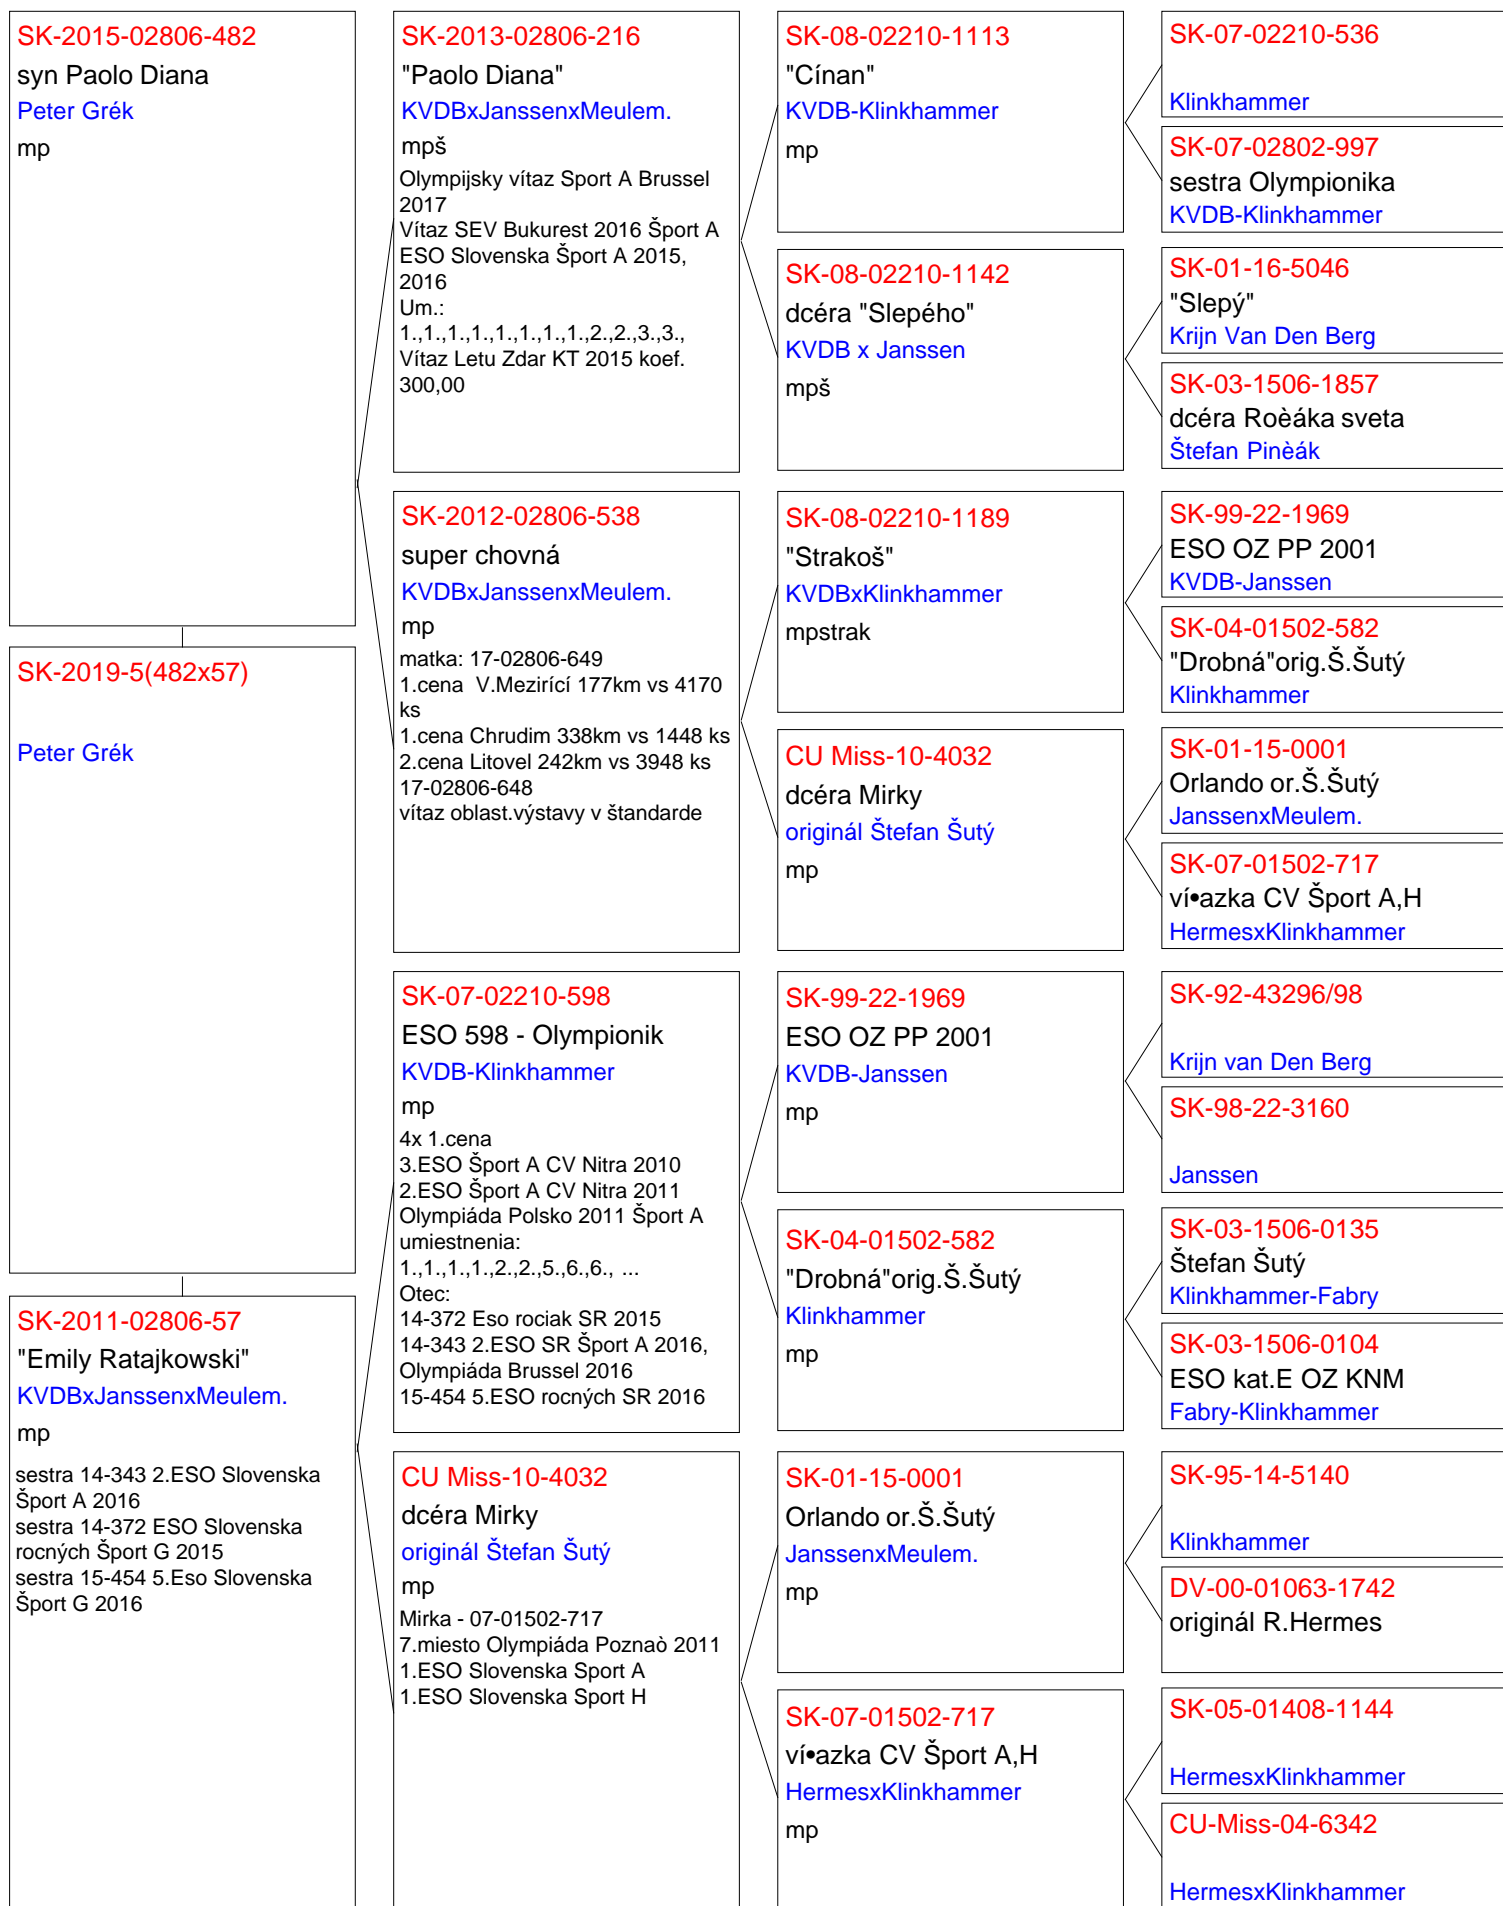 SK-2015-02806-482
syn Paolo Diana
Peter Grék
mp
SK-2019-5(482x57)
Peter Grék
SK-2011-02806-57
"Emily Ratajkowski"
KVDBxJanssenxMeulem.
mp
sestra 14-343 2.ESO Slovenska
Šport A 2016
sestra 14-372 ESO Slovenska
rocných Šport G 2015
sestra 15-454 5.Eso Slovenska
Šport G 2016
SK-2013-02806-216
"Paolo Diana"
KVDBxJanssenxMeulem.
mpš
Olympijsky vítaz Sport A Brussel
2017
Vítaz SEV Bukurest 2016 Šport A
ESO Slovenska Šport A 2015,
2016
Um.:
1.,1.,1.,1.,1.,1.,1.,1.,2.,2.,3.,3.,
Vítaz Letu Zdar KT 2015 koef.
300,00
SK-2012-02806-538
super chovná
KVDBxJanssenxMeulem.
mp
matka: 17-02806-649
1.cena  V.Mezirící 177km vs 4170
ks
1.cena Chrudim 338km vs 1448 ks
2.cena Litovel 242km vs 3948 ks
17-02806-648
vítaz oblast.výstavy v štandarde
SK-07-02210-598
ESO 598 - Olympionik
KVDB-Klinkhammer
mp
4x 1.cena
3.ESO Šport A CV Nitra 2010
2.ESO Šport A CV Nitra 2011
Olympiáda Polsko 2011 Šport A
umiestnenia:
1.,1.,1.,1.,2.,2.,5.,6.,6., ...
Otec:
14-372 Eso rociak SR 2015
14-343 2.ESO SR Šport A 2016,
Olympiáda Brussel 2016
15-454 5.ESO rocných SR 2016
CU Miss-10-4032
dcéra Mirky
originál Štefan Šutý
mp
Mirka - 07-01502-717
7.miesto Olympiáda Poznaò 2011
1.ESO Slovenska Sport A
1.ESO Slovenska Sport H
SK-08-02210-1113
"Cínan"
KVDB-Klinkhammer
mp
SK-08-02210-1142
dcéra "Slepého"
KVDB x Janssen
mpš
SK-08-02210-1189
"Strakoš"
KVDBxKlinkhammer
mpstrak
CU Miss-10-4032
dcéra Mirky
originál Štefan Šutý
mp
SK-99-22-1969
ESO OZ PP 2001
KVDB-Janssen
mp
SK-04-01502-582
"Drobná"orig.Š.Šutý
Klinkhammer
mp
SK-01-15-0001
Orlando or.Š.Šutý
JanssenxMeulem.
mp
SK-07-01502-717
ví•azka CV Šport A,H
HermesxKlinkhammer
mp
SK-07-02210-536
Klinkhammer
SK-07-02802-997
sestra Olympionika
KVDB-Klinkhammer
SK-01-16-5046
"Slepý"
Krijn Van Den Berg
SK-03-1506-1857
dcéra Roèáka sveta
Štefan Pinèák
SK-99-22-1969
ESO OZ PP 2001
KVDB-Janssen
SK-04-01502-582
"Drobná"orig.Š.Šutý
Klinkhammer
SK-01-15-0001
Orlando or.Š.Šutý
JanssenxMeulem.
SK-07-01502-717
ví•azka CV Šport A,H
HermesxKlinkhammer
SK-92-43296/98
Krijn van Den Berg
SK-98-22-3160
Janssen
SK-03-1506-0135
Štefan Šutý
Klinkhammer-Fabry
SK-03-1506-0104
ESO kat.E OZ KNM
Fabry-Klinkhammer
SK-95-14-5140
Klinkhammer
DV-00-01063-1742
originál R.Hermes
SK-05-01408-1144
HermesxKlinkhammer
CU-Miss-04-6342
HermesxKlinkhammer